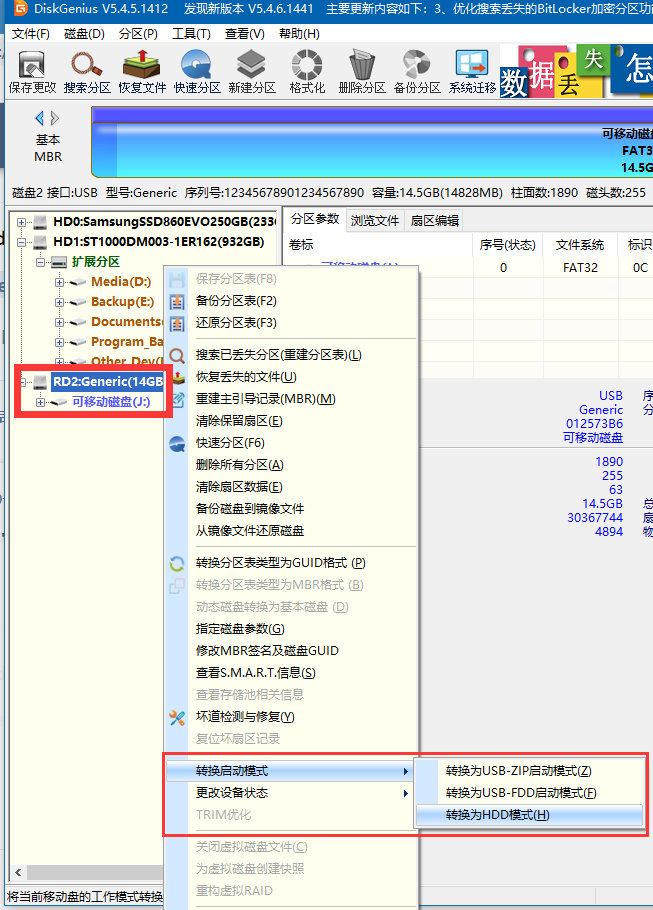 DiskGenius V5.4.5.1412 发现新版本 V5.4.6.1441 主要更新内容如下：3、优化搜索丢失的BitLocker加密分区功
文件(F) 磁盘(D) 分区(P) 工具(T) 查看(V) 帮助(H)
保存更改 搜索分区 恢复文件 快速分区 新建分区 格式化 删除分区 备份分区 系统迁移
数据丢失 怎
基本
MBR
可移动磁盘
FAT3
14.5G
磁盘2 接口:USB 型号:Generic 序列号:12345678901234567890 容量:14.5GB(14828MB) 柱面数:1890 磁头数:255
HD0:SamsungSSD860EVO250GB(233
HD1:ST1000DM003-1ER162(932GB)
扩展分区
Media(D:)
Backup(E:)
Documents
Program_Ba
Other_Dev(
RD2:Generic(14GB
可移动磁盘(J:)
分区参数 浏览文件 扇区编辑
卷标 序号(状态) 文件系统 标识
0 FAT32 0C
USB 序
Generic 分
012573B6
可移动磁盘
1890
255
63
14.5GB 总
30367744 扇
4894 物
保存分区表(F8)
备份分区表(F2)
还原分区表(F3)
搜索已丢失分区(重建分区表)(L)
恢复丢失的文件(U)
重建主引导记录(MBR)(M)
清除保留扇区(E)
快速分区(F6)
删除所有分区(A)
清除扇区数据(E)
备份磁盘到镜像文件
从镜像文件还原磁盘
转换分区表类型为GUID格式 (P)
转换分区表类型为MBR格式 (B)
动态磁盘转换为基本磁盘 (D)
指定磁盘参数(G)
修改MBR签名及磁盘GUID
查看S.M.A.R.T.信息(S)
查看存储池相关信息
坏道检测与修复(Y)
复位坏扇区记录
转换启动模式
更改设备状态
TRIM优化
关闭虚拟磁盘文件(C)
为虚拟磁盘创建快照
重构虚拟RAID
转换为USB-ZIP启动模式(Z)
转换为USB-FDD启动模式(F)
转换为HDD模式(H)
将当前移动盘的工作模式转换